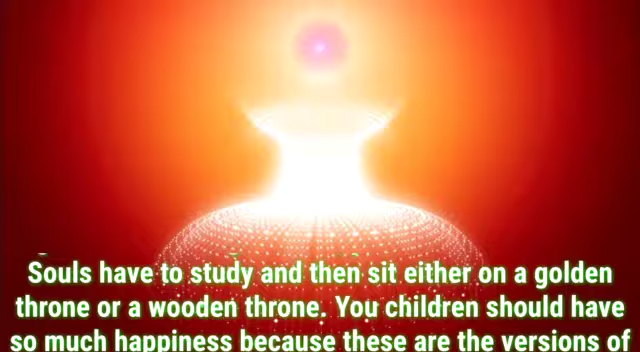 Souls have to study and then sit either on a golden
throne or a wooden throne. You children should have
so much happiness because these are the versions of